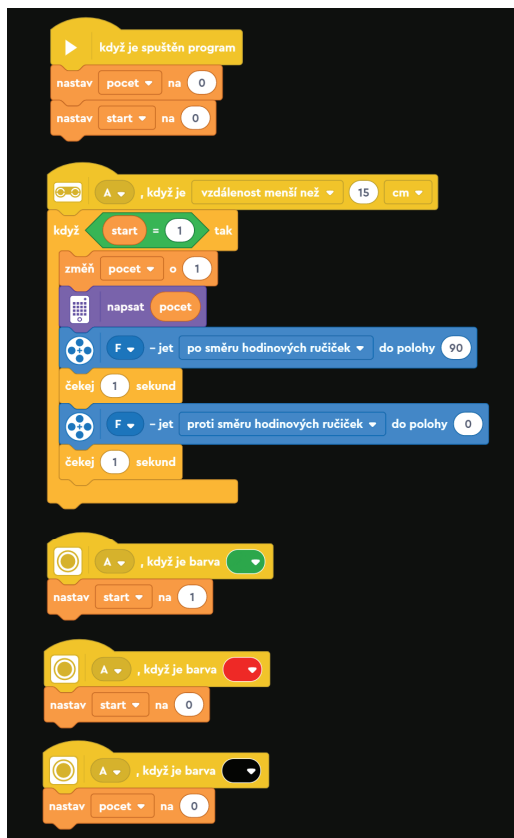 když je spuštěn program
nastav pocet na 0
nastav start na 0
A , když je vzdálenost menší než 15 cm
když start = 1 tak
změň pocet o 1
napsat pocet
F – jet po směru hodinových ručiček do polohy 90
čekej 1 sekund
F – jet proti směru hodinových ručiček do polohy 0
čekej 1 sekund
A , když je barva
nastav start na 1
A , když je barva
nastav start na 0
A , když je barva
nastav pocet na 0